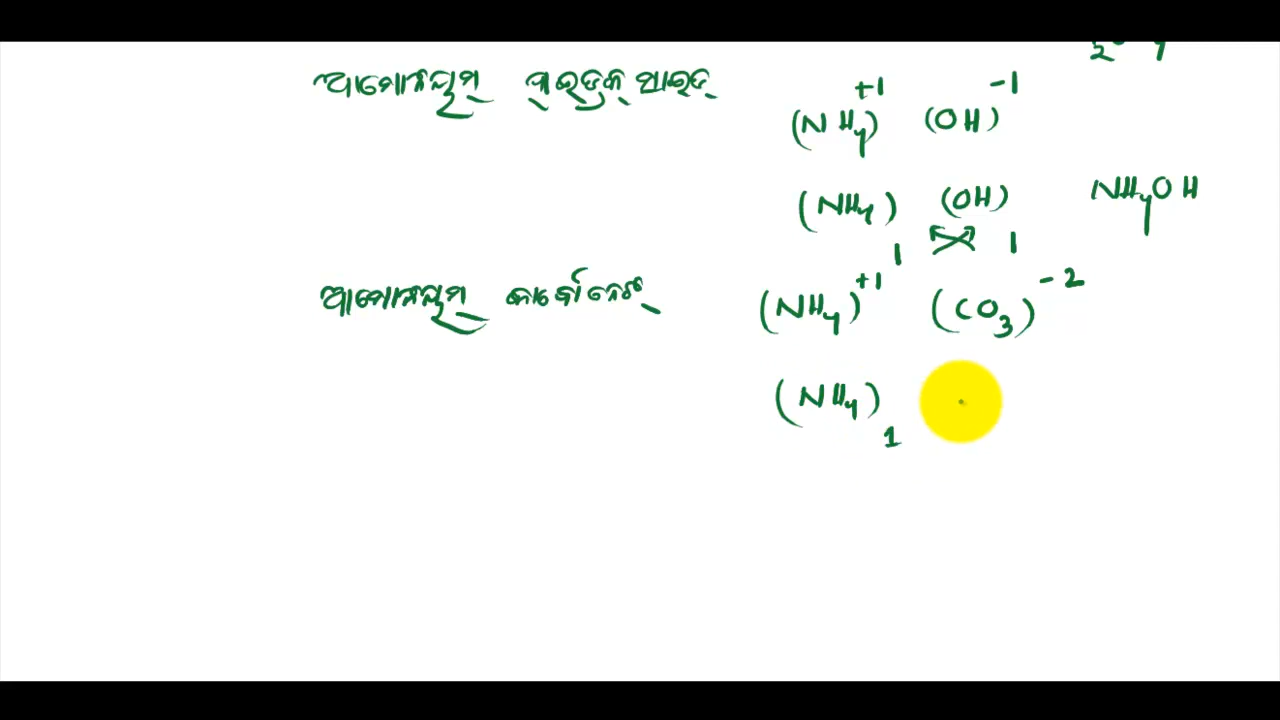 ଆମୋନିୟମ୍ ହାଇଡ୍ରକ୍ସାଇଡ୍ (NH₄)⁺¹ (OH)⁻¹
(NH₄) (OH) NH₄OH
1 1
ଆମୋନିୟମ୍ କାର୍ବୋନେଟ୍ (NH₄)⁺¹ (CO₃)⁻²
(NH₄)₁